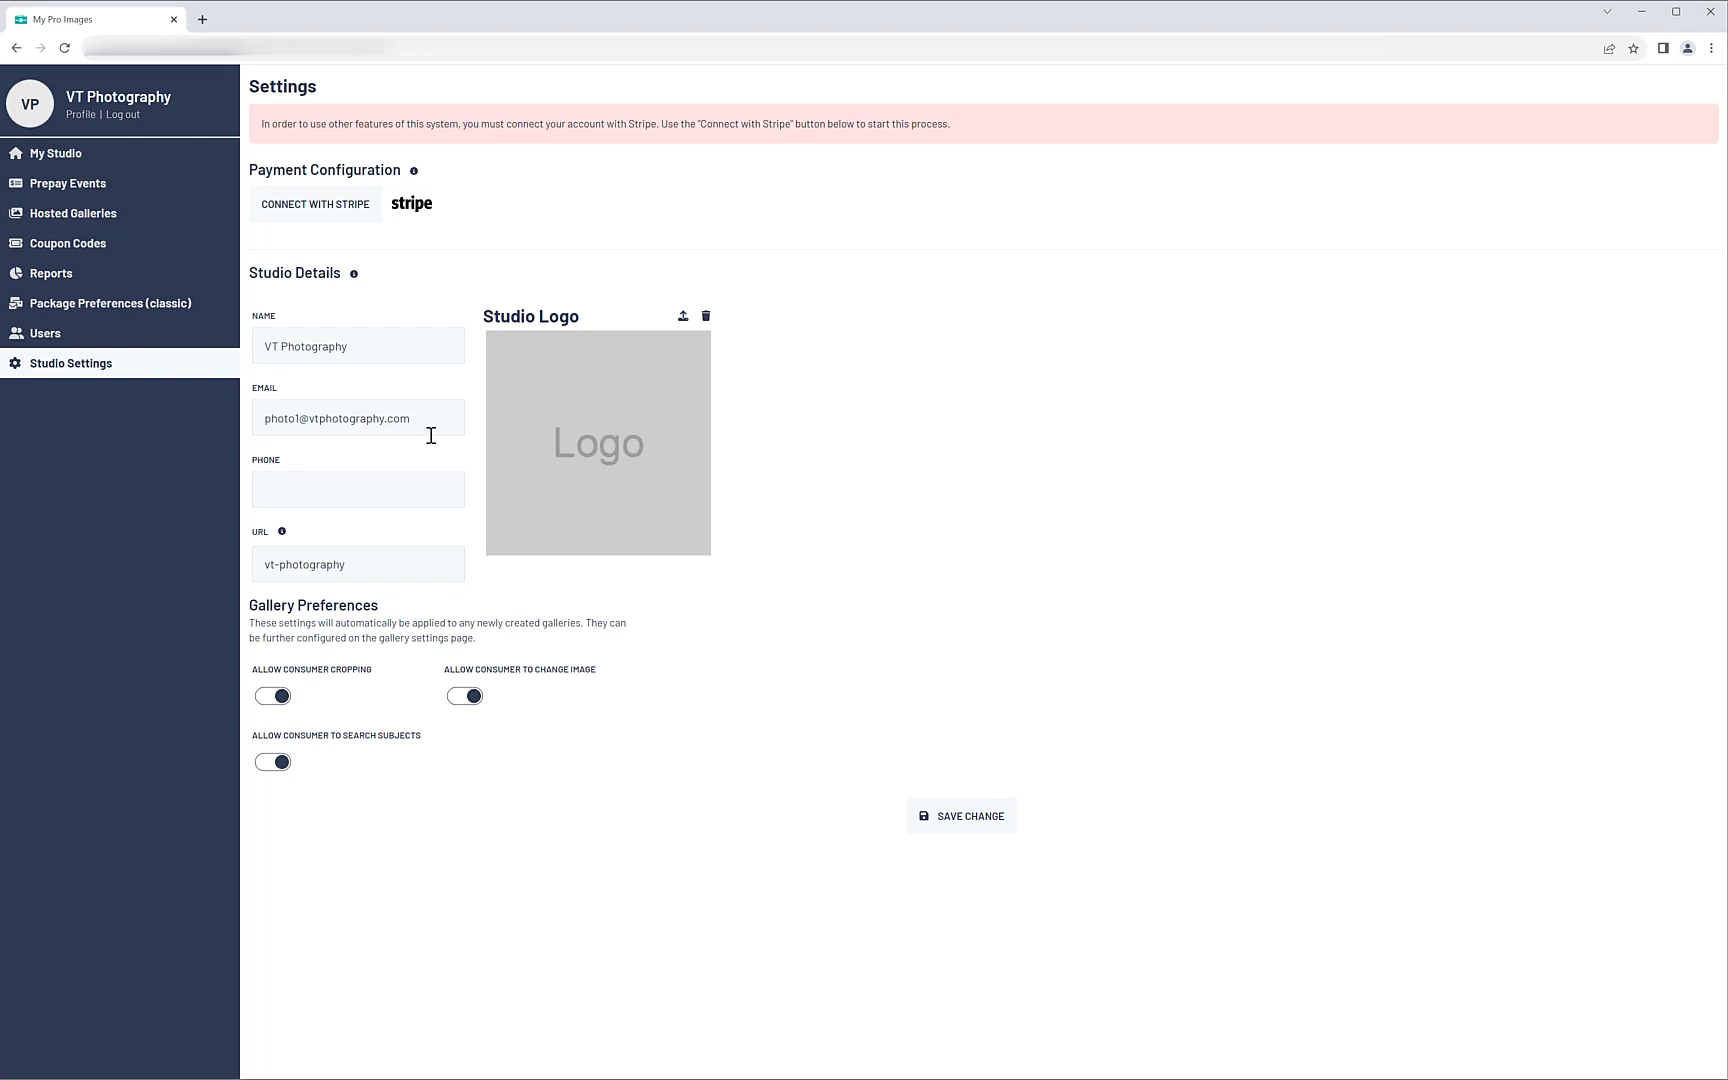 My Pro Images
VP
VT Photography
Profile | Log out
My Studio
Prepay Events
Hosted Galleries
Coupon Codes
Reports
Package Preferences (classic)
Users
Studio Settings
Settings
In order to use other features of this system, you must connect your account with Stripe. Use the "Connect with Stripe" button below to start this process.
Payment Configuration
CONNECT WITH STRIPE
stripe
Studio Details
NAME
VT Photography
EMAIL
photo1@vtphotography.com
PHONE
URL
vt-photography
Studio Logo
Logo
Gallery Preferences
These settings will automatically be applied to any newly created galleries. They can
be further configured on the gallery settings page.
ALLOW CONSUMER CROPPING
ALLOW CONSUMER TO CHANGE IMAGE
ALLOW CONSUMER TO SEARCH SUBJECTS
SAVE CHANGE